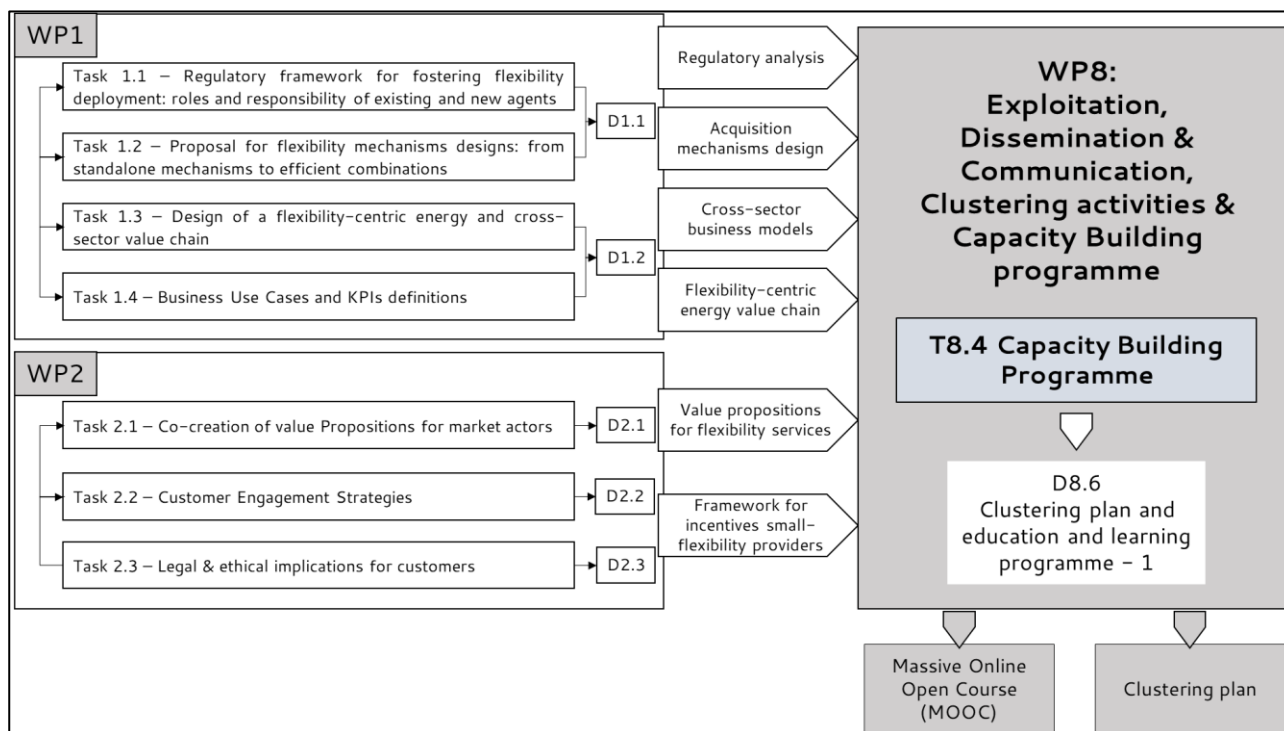 WP1
Task 1.1 – Regulatory framework for fostering flexibility
deployment: roles and responsibility of existing and new agents
Task 1.2 – Proposal for flexibility mechanisms designs: from
standalone mechanisms to efficient combinations
D1.1
Task 1.3 – Design of a flexibility-centric energy and cross-
sector value chain
Task 1.4 – Business Use Cases and KPIs definitions
D1.2
WP2
Task 2.1 – Co-creation of value Propositions for market actors
D2.1
Task 2.2 – Customer Engagement Strategies
D2.2
Task 2.3 – Legal & ethical implications for customers
D2.3
Regulatory analysis
Acquisition
mechanisms design
Cross-sector
business models
Flexibility-centric
energy value chain
Value propositions
for flexibility services
Framework for
incentives small-
flexibility providers
WP8:
Exploitation,
Dissemination &
Communication,
Clustering activities &
Capacity Building
programme
T8.4 Capacity Building
Programme
D8.6
Clustering plan and
education and learning
programme - 1
Massive Online
Open Course
(MOOC)
Clustering plan